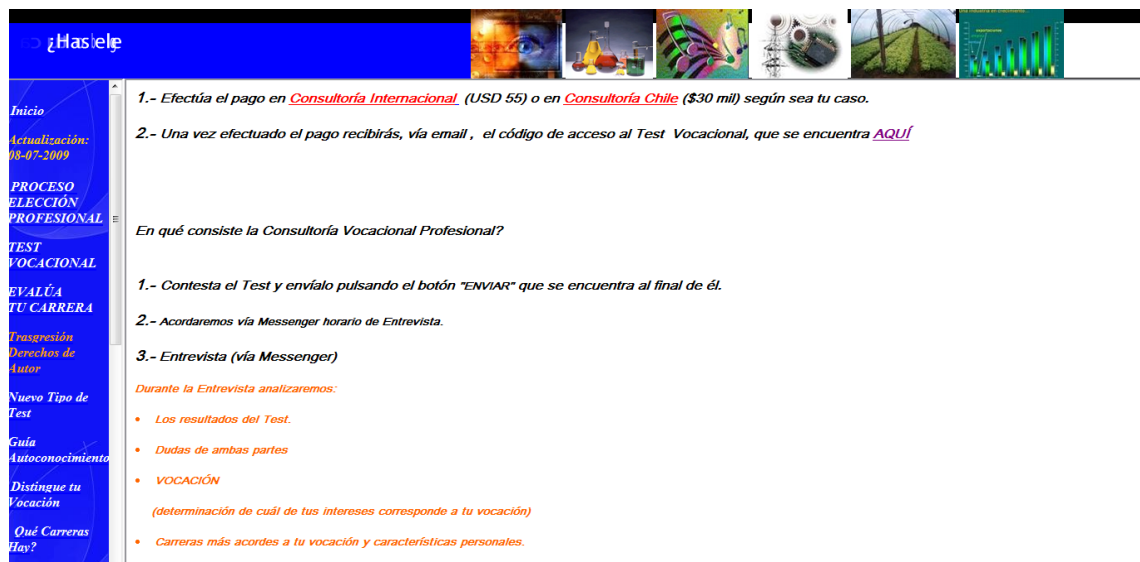 ¿Has ele
Inicio
Actualización:
08-07-2009
PROCESO
ELECCIÓN
PROFESIONAL
TEST
VOCACIONAL
EVALÚA
TU CARRERA
Trasgresión
Derechos de
Autor
Nuevo Tipo de
Test
Guía
Autoconocimiento
Distingue tu
Vocación
Qué Carreras
Hay?
1.- Efectúa el pago en Consultoría Internacional (USD 55) o en Consultoría Chile ($30 mil) según sea tu caso.
2.- Una vez efectuado el pago recibirás, vía email , el código de acceso al Test Vocacional, que se encuentra AQUÍ
En qué consiste la Consultoría Vocacional Profesional?
1.- Contesta el Test y envíalo pulsando el botón "ENVIAR" que se encuentra al final de él.
2.- Acordaremos vía Messenger horario de Entrevista.
3.- Entrevista (vía Messenger)
Durante la Entrevista analizaremos:
• Los resultados del Test.
• Dudas de ambas partes
• VOCACIÓN
(determinación de cuál de tus intereses corresponde a tu vocación)
• Carreras más acordes a tu vocación y características personales.